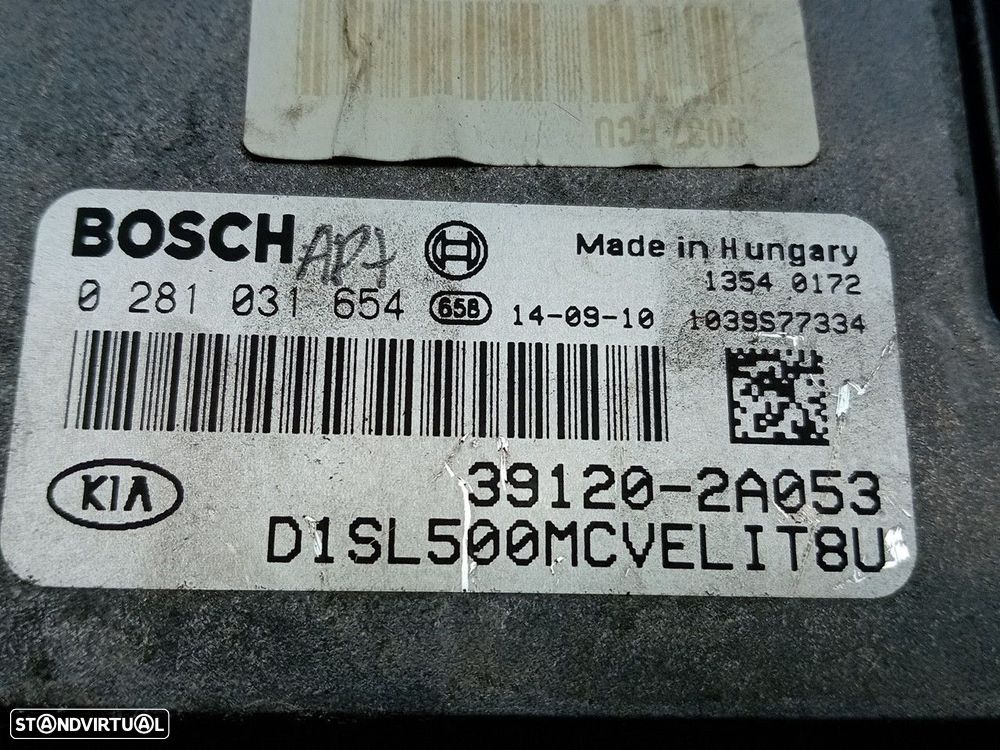 BOSCH
Made in Hungary
1354 0172
0 281 031 654 65B 14-09-10 1039S77334
KIA
39120-2A053
D1SL500MCVELIT8U
STANDVIRTUAL